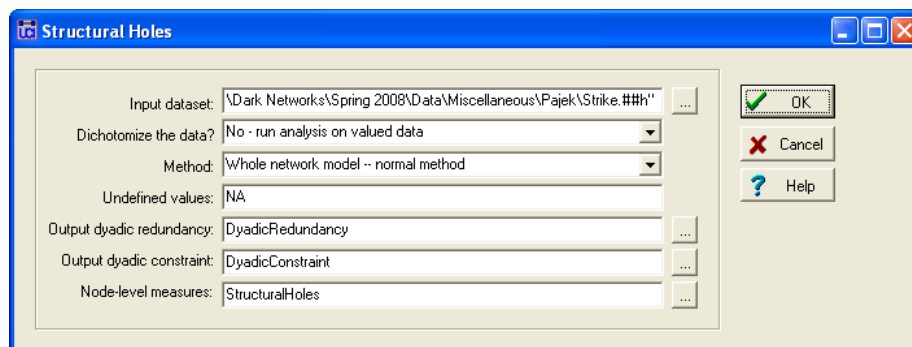 Structural Holes
Input dataset: \Dark Networks\Spring 2008\Data\Miscellaneous\Pajek\Strike.##h" ...
OK
Dichotomize the data? No - run analysis on valued data
Cancel
Method: Whole network model -- normal method
Help
Undefined values: NA
Output dyadic redundancy: DyadicRedundancy ...
Output dyadic constraint: DyadicConstraint ...
Node-level measures: StructuralHoles ...